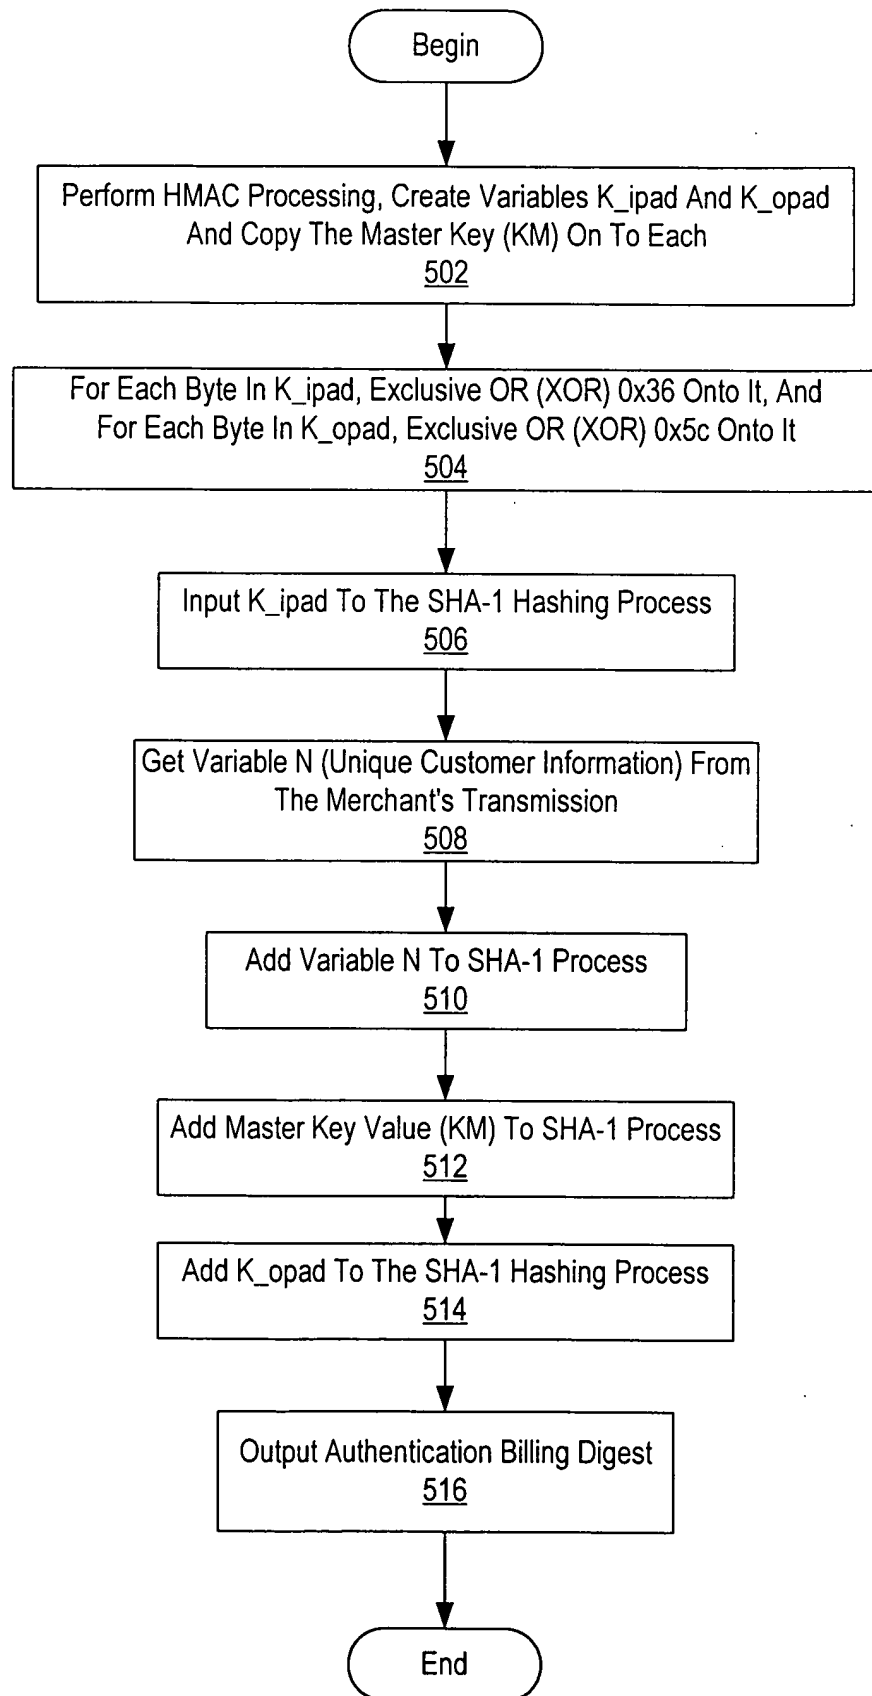 Begin
Perform HMAC Processing, Create Variables K_ipad And K_opad
And Copy The Master Key (KM) On To Each
502
For Each Byte In K_ipad, Exclusive OR (XOR) 0x36 Onto It, And
For Each Byte In K_opad, Exclusive OR (XOR) 0x5c Onto It
504
Input K_ipad To The SHA-1 Hashing Process
506
Get Variable N (Unique Customer Information) From
The Merchant's Transmission
508
Add Variable N To SHA-1 Process
510
Add Master Key Value (KM) To SHA-1 Process
512
Add K_opad To The SHA-1 Hashing Process
514
Output Authentication Billing Digest
516
End